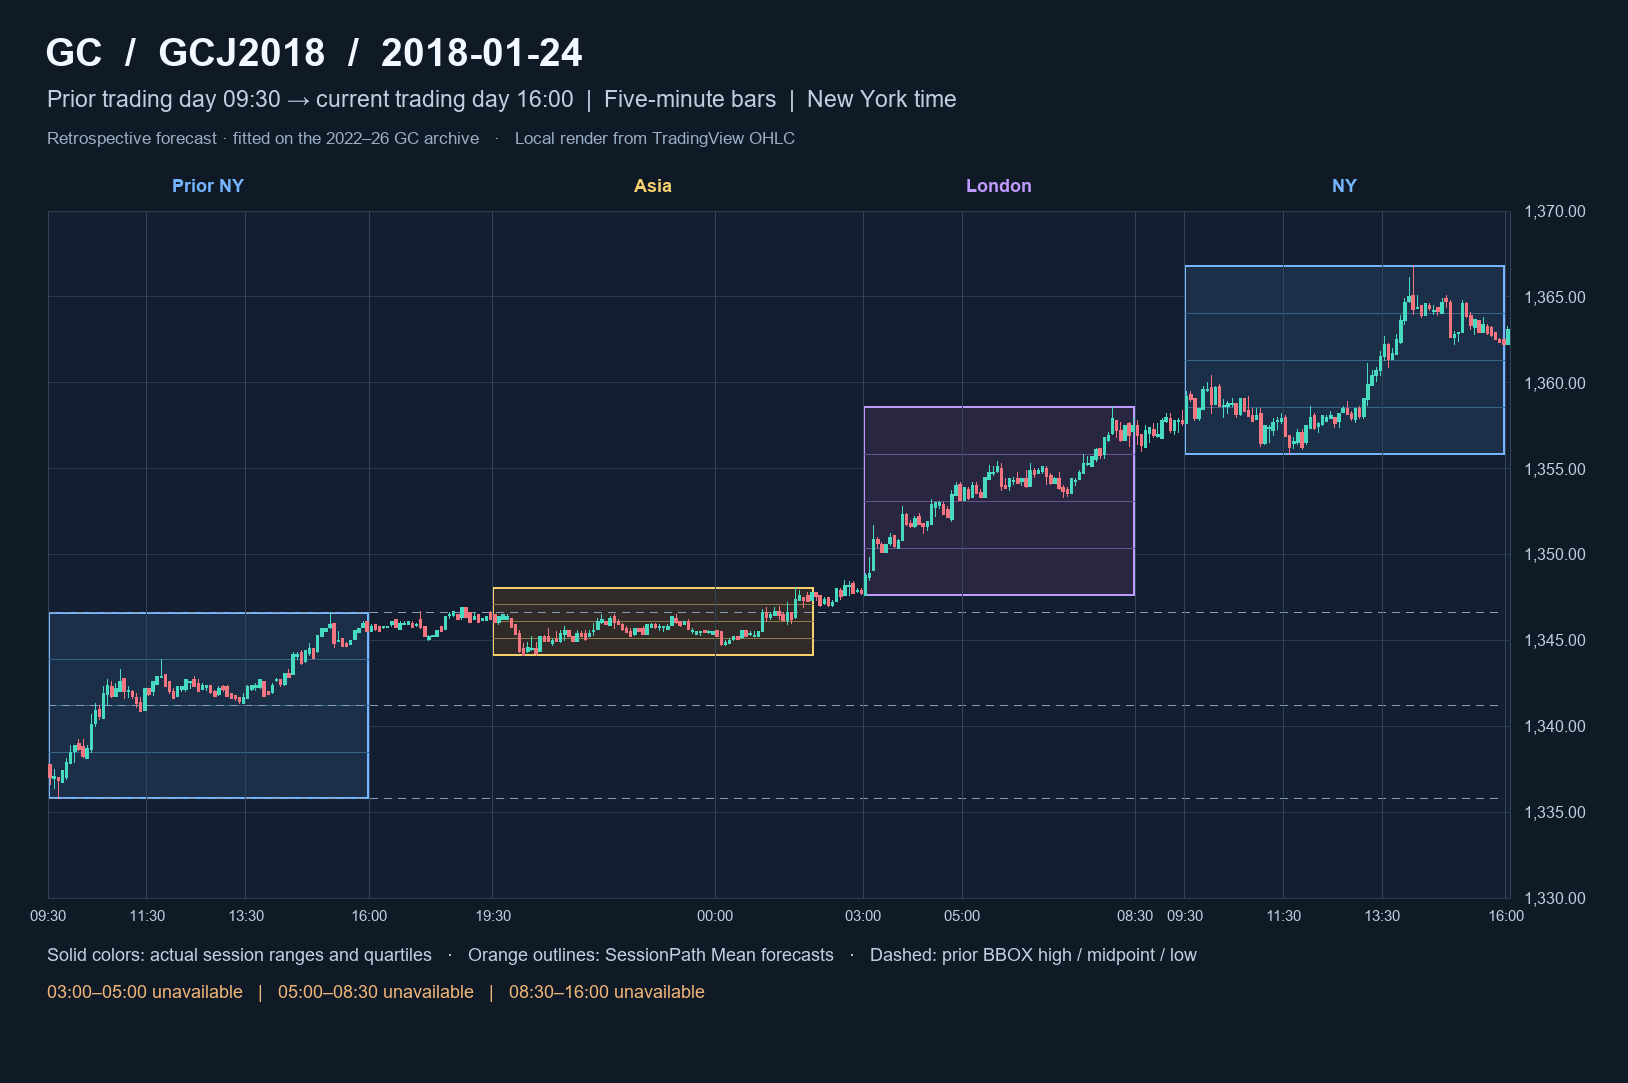 GC / GCJ2018 / 2018-01-24
Prior trading day 09:30 → current trading day 16:00 | Five-minute bars | New York time
Retrospective forecast · fitted on the 2022–26 GC archive · Local render from TradingView OHLC
Prior NY Asia London NY
1,370.00
1,365.00
1,360.00
1,355.00
1,350.00
1,345.00
1,340.00
1,335.00
1,330.00
09:30 11:30 13:30 16:00 19:30 00:00 03:00 05:00 08:30 09:30 11:30 13:30 16:00
Solid colors: actual session ranges and quartiles · Orange outlines: SessionPath Mean forecasts · Dashed: prior BBOX high / midpoint / low
03:00–05:00 unavailable | 05:00–08:30 unavailable | 08:30–16:00 unavailable